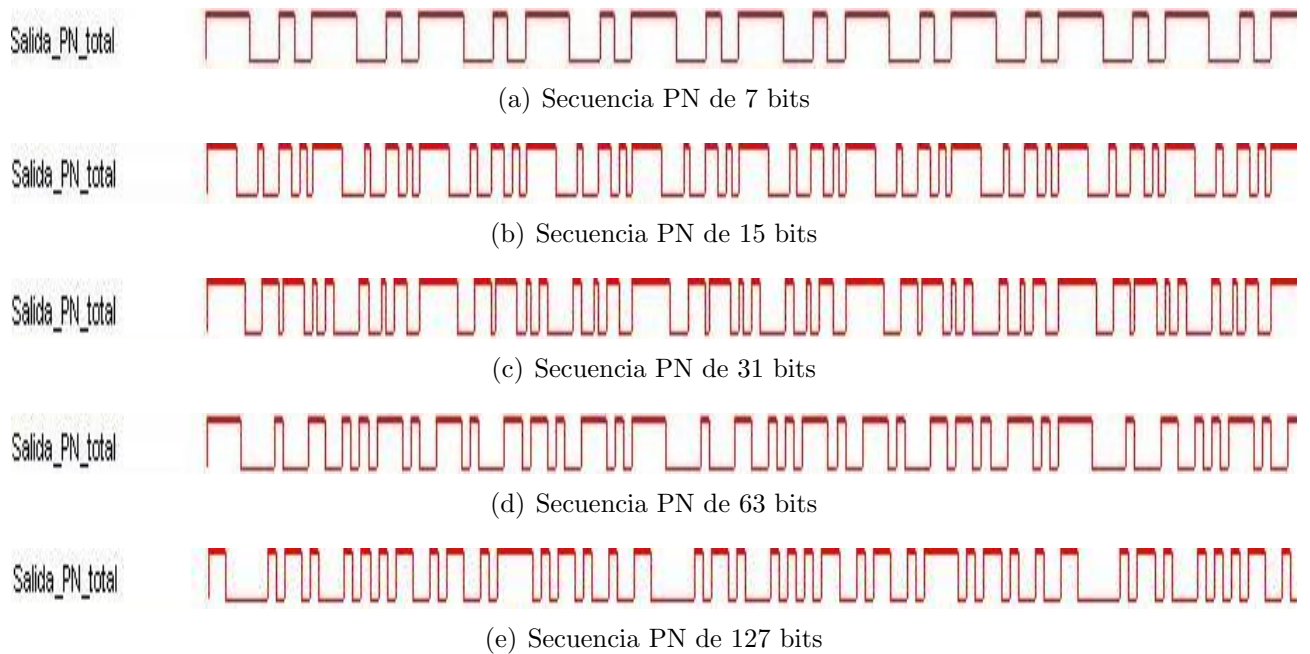 Salida_PN_total
(a) Secuencia PN de 7 bits
Salida_PN_total
(b) Secuencia PN de 15 bits
Salida_PN_total
(c) Secuencia PN de 31 bits
Salida_PN_total
(d) Secuencia PN de 63 bits
Salida_PN_total
(e) Secuencia PN de 127 bits